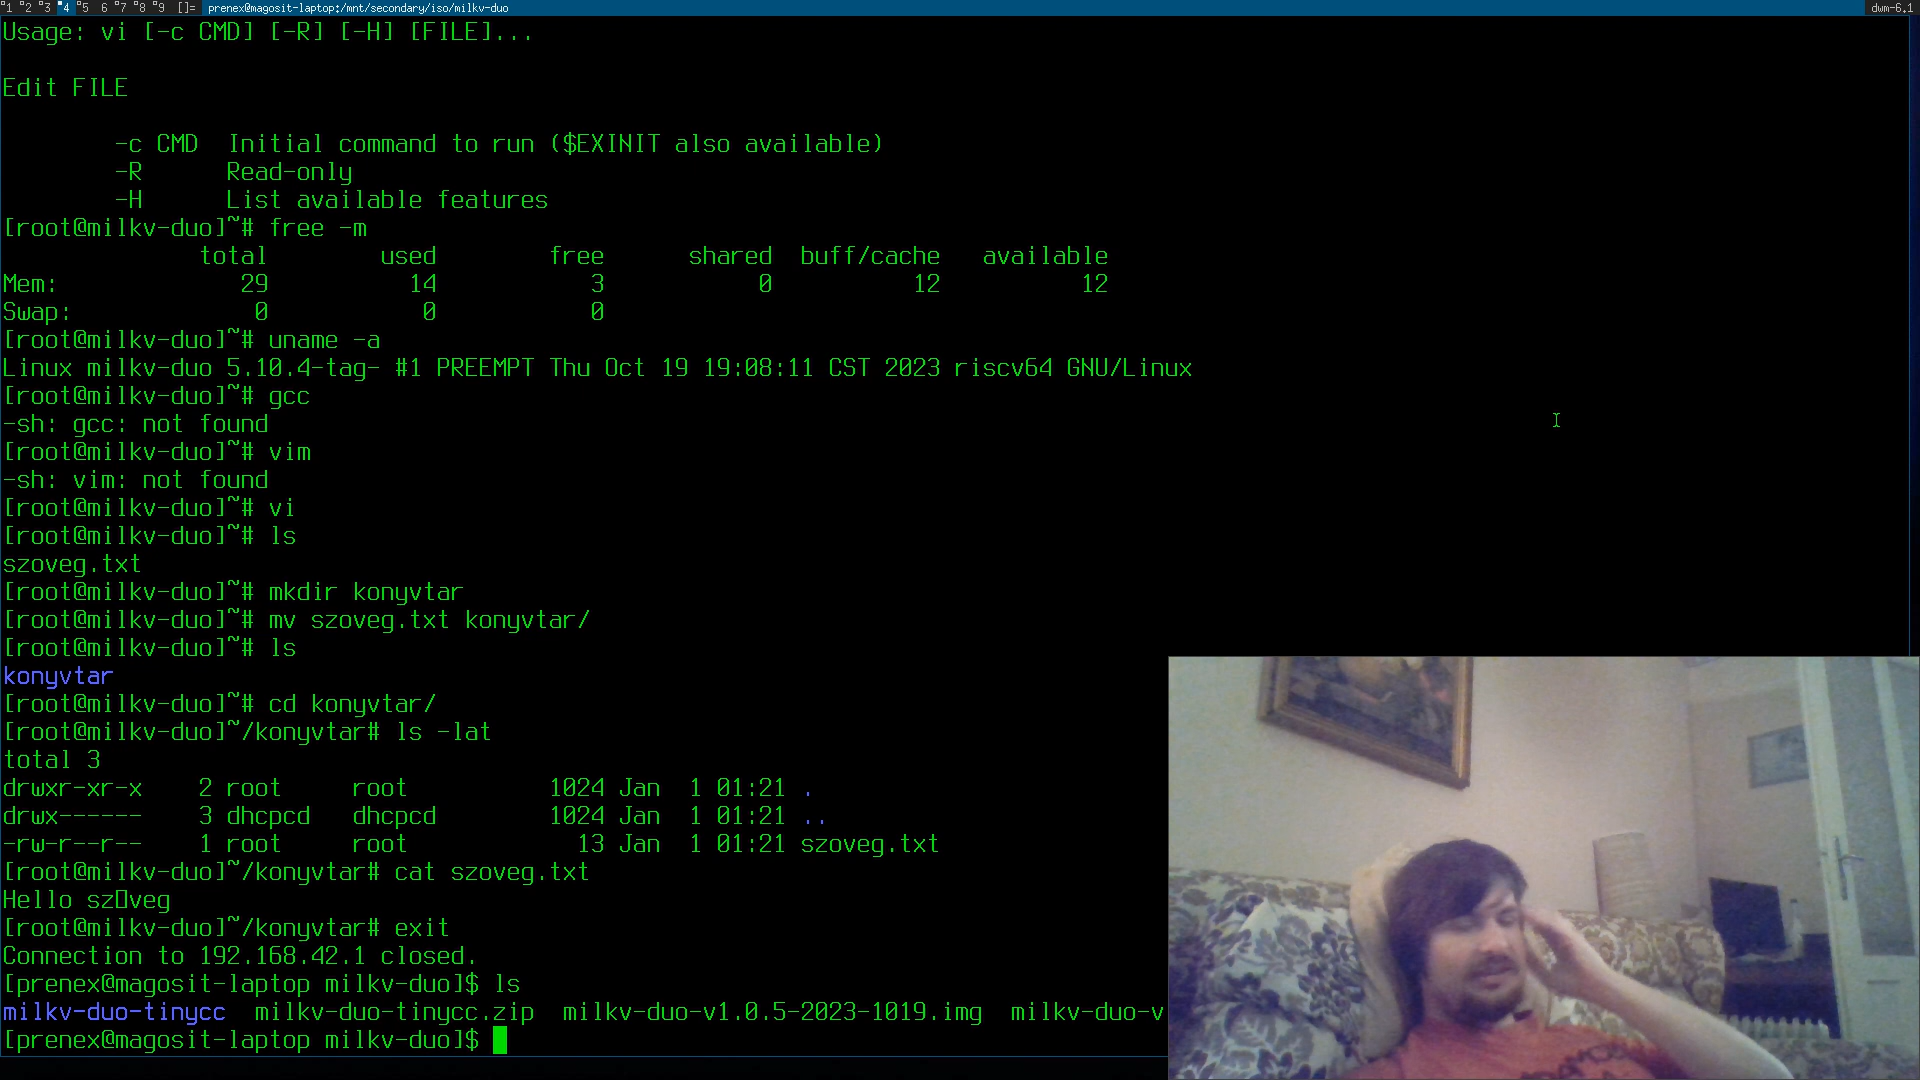 1 2 3 4 5 6 7 8 9 []= prenex@magosit-laptop:/mnt/secondary/iso/milkv-duo dwm-6.1
Usage: vi [-c CMD] [-R] [-H] [FILE]...
Edit FILE
-c CMD Initial command to run ($EXINIT also available)
-R Read-only
-H List available features
[root@milkv-duo]~# free -m
total used free shared buff/cache available
Mem: 29 14 3 0 12 12
Swap: 0 0 0
[root@milkv-duo]~# uname -a
Linux milkv-duo 5.10.4-tag- #1 PREEMPT Thu Oct 19 19:08:11 CST 2023 riscv64 GNU/Linux
[root@milkv-duo]~# gcc
-sh: gcc: not found
[root@milkv-duo]~# vim
-sh: vim: not found
[root@milkv-duo]~# vi
[root@milkv-duo]~# ls
szoveg.txt
[root@milkv-duo]~# mkdir konyvtar
[root@milkv-duo]~# mv szoveg.txt konyvtar/
[root@milkv-duo]~# ls
konyvtar
[root@milkv-duo]~# cd konyvtar/
[root@milkv-duo]~/konyvtar# ls -lat
total 3
drwxr-xr-x 2 root root 1024 Jan 1 01:21 .
drwx------ 3 dhcpcd dhcpcd 1024 Jan 1 01:21 ..
-rw-r--r-- 1 root root 13 Jan 1 01:21 szoveg.txt
[root@milkv-duo]~/konyvtar# cat szoveg.txt
Hello sz▯veg
[root@milkv-duo]~/konyvtar# exit
Connection to 192.168.42.1 closed.
[prenex@magosit-laptop milkv-duo]$ ls
milkv-duo-tinycc milkv-duo-tinycc.zip milkv-duo-v1.0.5-2023-1019.img milkv-duo-v
[prenex@magosit-laptop milkv-duo]$